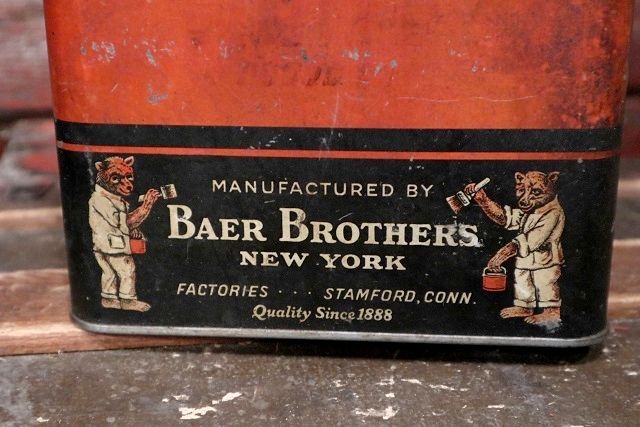 MANUFACTURED BY
BAER BROTHERS
NEW YORK
FACTORIES · · · STAMFORD, CONN.
Quality Since 1888